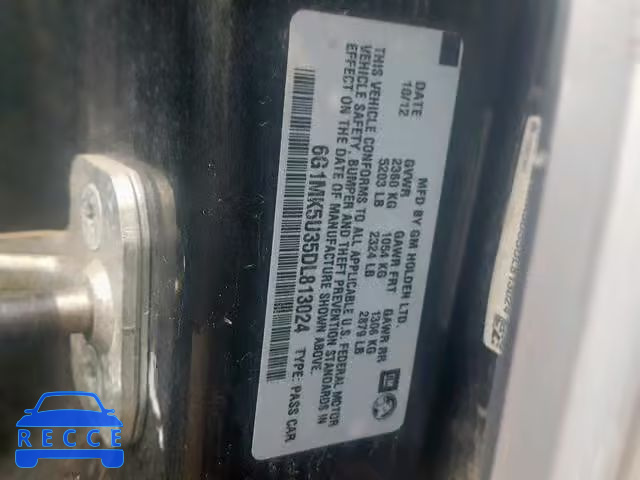 MFD BY GM HOLDEN LTD.
DATE GVWR GAWR FRT GAWR RR
10/12 2360 KG 1054 KG 1306 KG
5203 LB 2324 LB 2879 LB
THIS VEHICLE CONFORMS TO ALL APPLICABLE U.S. FEDERAL MOTOR
VEHICLE SAFETY, BUMPER AND THEFT PREVENTION STANDARDS IN
EFFECT ON THE DATE OF MANUFACTURE SHOWN ABOVE.
6G1MK5U35DL813024 TYPE: PASS CAR
GM
RECCE